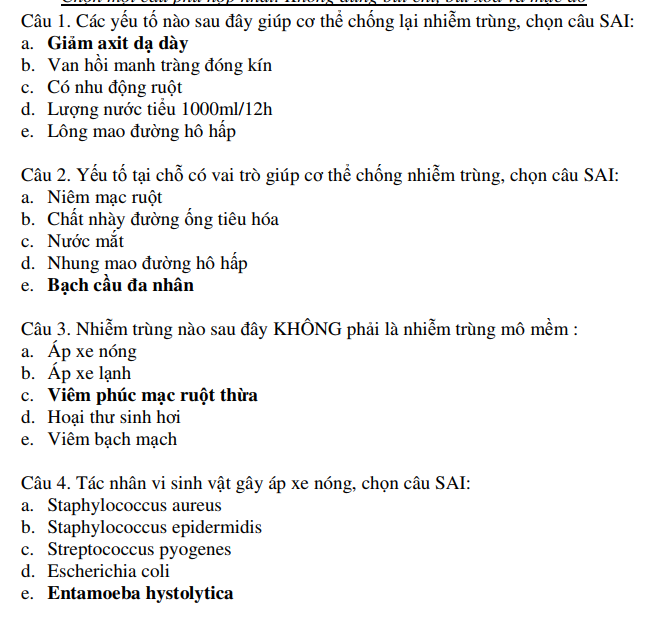 Câu 1. Các yếu tố nào sau đây giúp cơ thể chống lại nhiễm trùng, chọn câu SAI:
a. Giảm axit dạ dày
b. Van hồi manh tràng đóng kín
c. Có nhu động ruột
d. Lượng nước tiểu 1000ml/12h
e. Lông mao đường hô hấp
Câu 2. Yếu tố tại chỗ có vai trò giúp cơ thể chống nhiễm trùng, chọn câu SAI:
a. Niêm mạc ruột
b. Chất nhày đường ống tiêu hóa
c. Nước mắt
d. Nhung mao đường hô hấp
e. Bạch cầu đa nhân
Câu 3. Nhiễm trùng nào sau đây KHÔNG phải là nhiễm trùng mô mềm :
a. Áp xe nóng
b. Áp xe lạnh
c. Viêm phúc mạc ruột thừa
d. Hoại thư sinh hơi
e. Viêm bạch mạch
Câu 4. Tác nhân vi sinh vật gây áp xe nóng, chọn câu SAI:
a. Staphylococcus aureus
b. Staphylococcus epidermidis
c. Streptococcus pyogenes
d. Escherichia coli
e. Entamoeba hystolytica